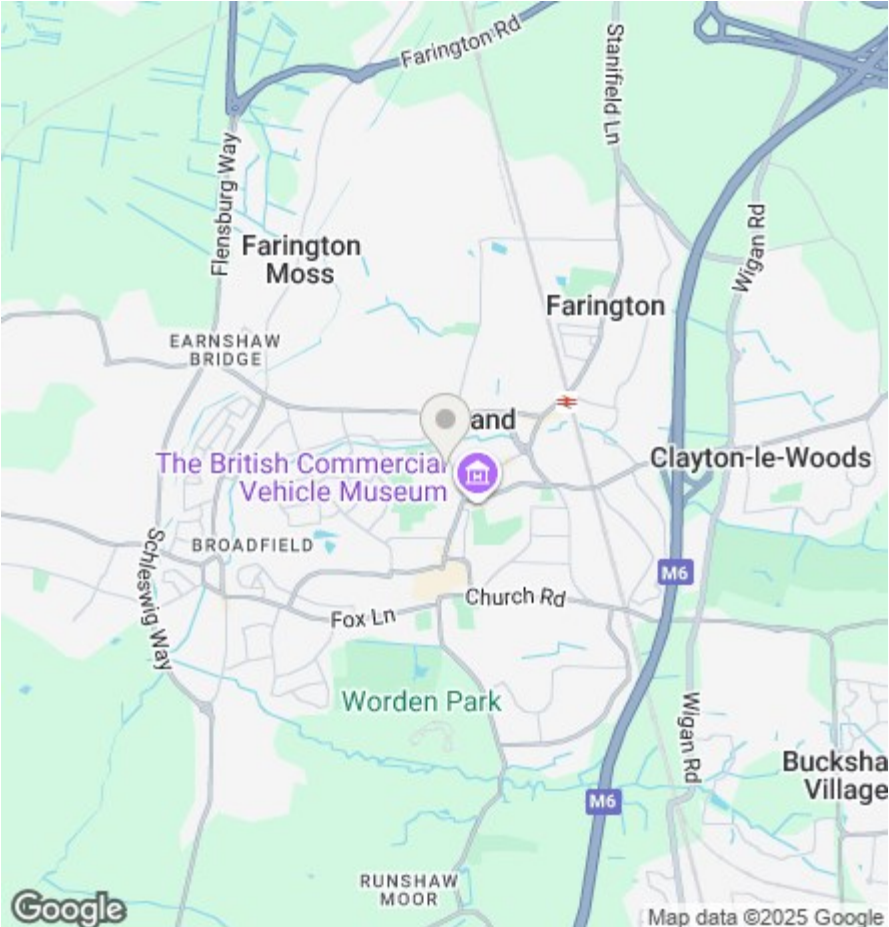 Farington Rd
Stanifield Ln
Flensburg Way
Wigan Rd
Farington
Moss
Farington
EARNSHAW
BRIDGE
and
The British Commercial
Vehicle Museum
Clayton-le-Woods
BROADFIELD
Schleswig Way
M6
Church Rd
Fox Ln
Worden Park
Wigan Rd
Bucksha
Village
M6
RUNSHAW
MOOR
Google
Map data ©2025 Google